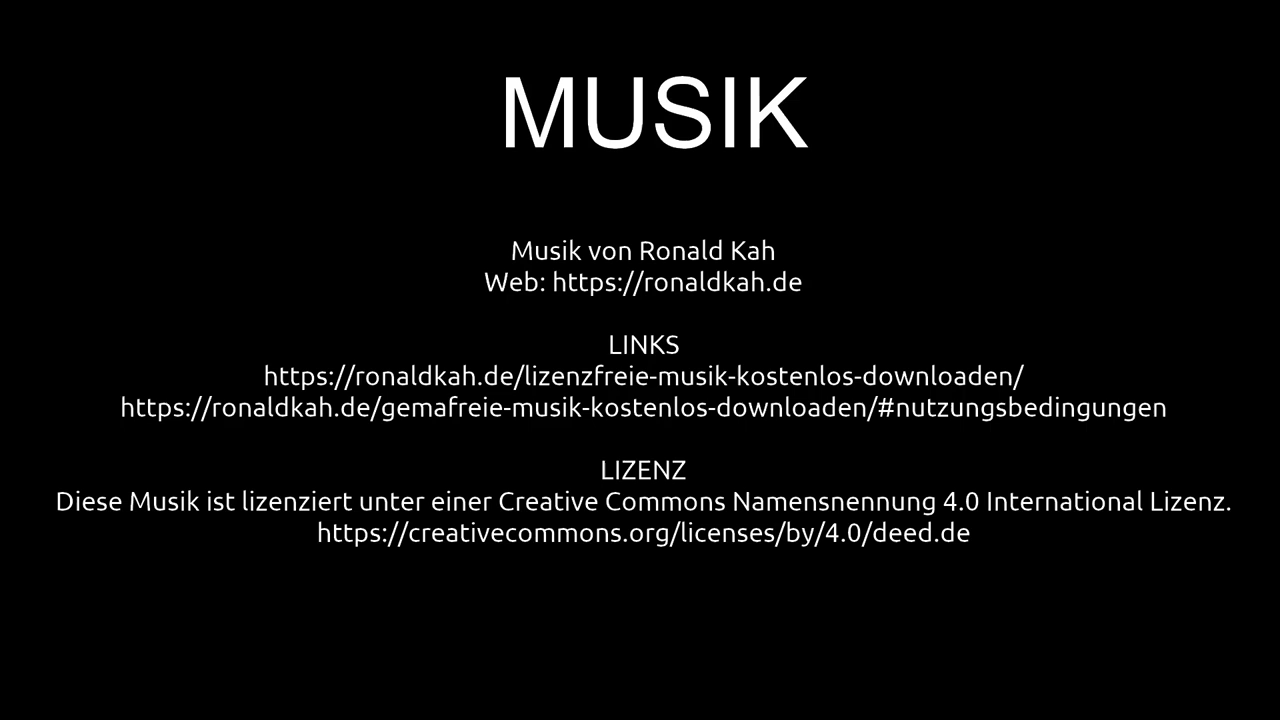 MUSIK
Musik von Ronald Kah
Web: https://ronaldkah.de
LINKS
https://ronaldkah.de/lizenzfreie-musik-kostenlos-downloaden/
https://ronaldkah.de/gemafreie-musik-kostenlos-downloaden/#nutzungsbedingungen
LIZENZ
Diese Musik ist lizenziert unter einer Creative Commons Namensnennung 4.0 International Lizenz.
https://creativecommons.org/licenses/by/4.0/deed.de